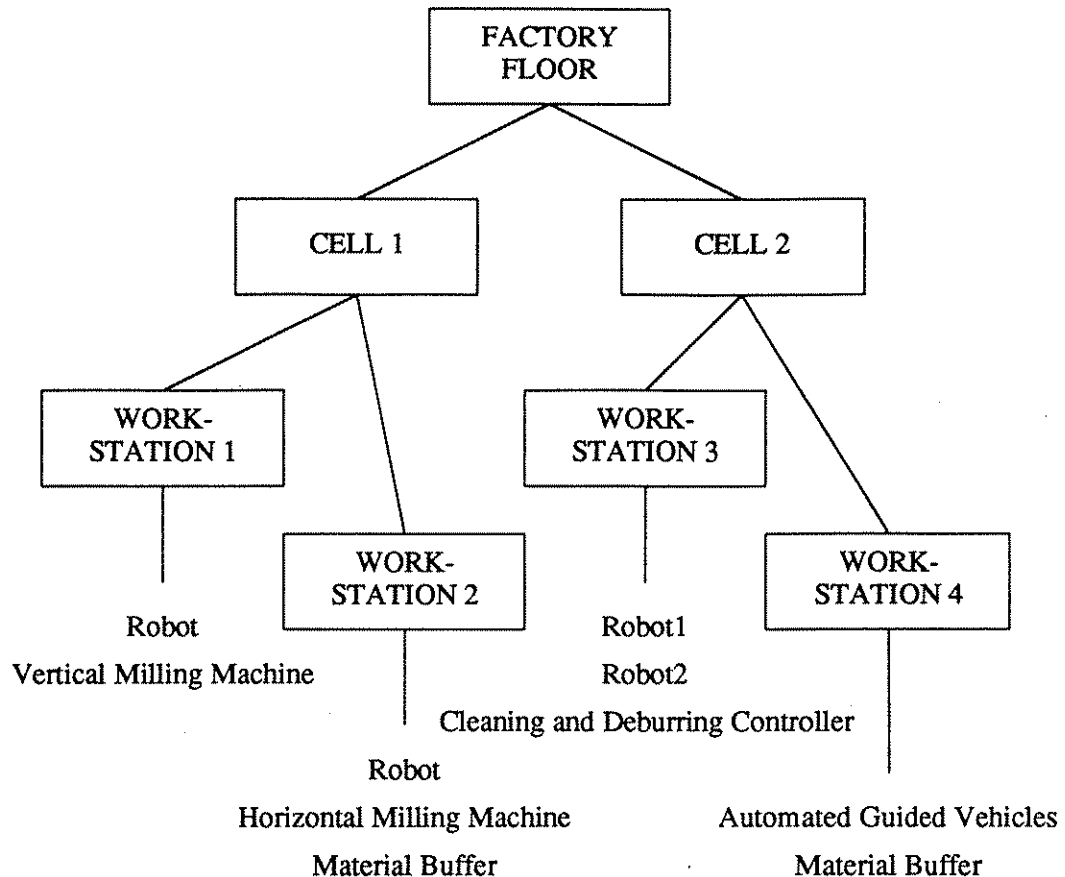 FACTORY
FLOOR
CELL 1
CELL 2
WORK-
STATION 1
WORK-
STATION 3
WORK-
STATION 2
WORK-
STATION 4
Robot
Vertical Milling Machine
Robot1
Robot2
Cleaning and Deburring Controller
Robot
Horizontal Milling Machine
Material Buffer
Automated Guided Vehicles
Material Buffer